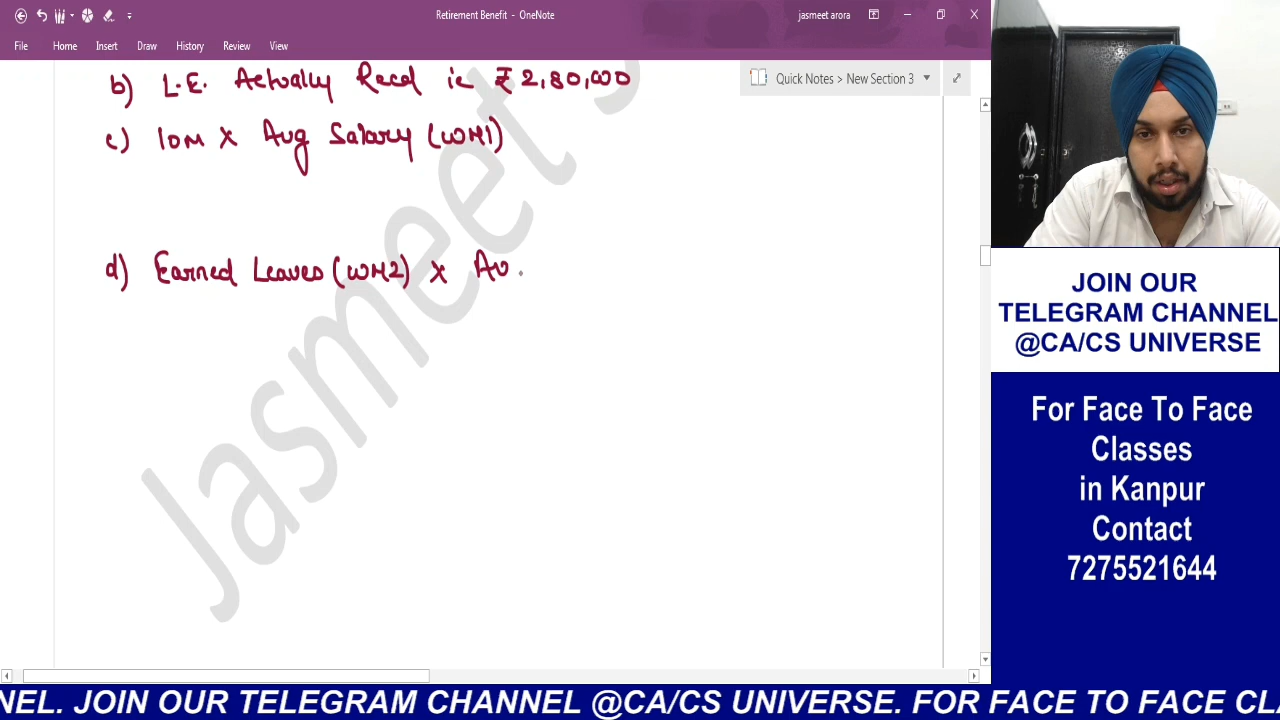 Retirement Benefit - OneNote
jasmeet arora
File Home Insert Draw History Review View
Quick Notes > New Section 3
b) L.E. Actually Recd ie ₹ 2,80,000
c) 10M X Avg Salary (WN1)
d) Earned Leaves (WN2) X Av
Jasmeet S
JOIN OUR
TELEGRAM CHANNEL
@CA/CS UNIVERSE
For Face To Face
Classes
in Kanpur
Contact
7275521644
NEL. JOIN OUR TELEGRAM CHANNEL @CA/CS UNIVERSE. FOR FACE TO FACE CLA